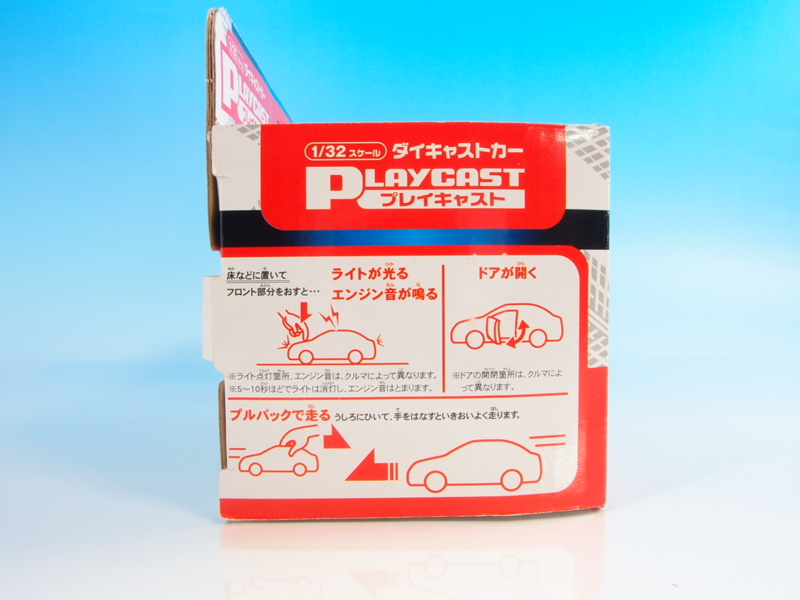 PLAYCAST
1/32 スケール ダイキャストカー
PLAYCAST
プレイキャスト
床などに置いて
フロント部分をおすと…
ライトが光る
エンジン音が鳴る
ドアが開く
※ライト点灯箇所、エンジン音は、クルマによって異なります。
※5〜10秒ほどでライトは消灯し、エンジン音はとまります。
※ドアの開閉箇所は、クルマによ
って異なります。
プルバックで走る うしろにひいて、手をはなすといきおいよく走ります。